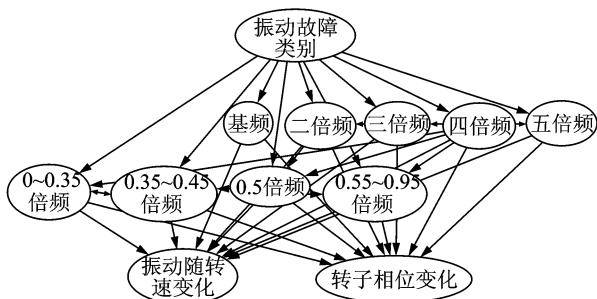 振动故障
类别
基频
二倍频
三倍频
四倍频
五倍频
0~0.35
倍频
0.35~0.45
倍频
0.5倍频
0.55~0.95
倍频
振动随转
速变化
转子相位变化